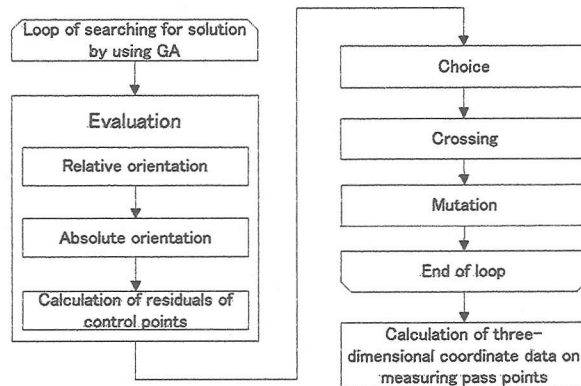 Loop of searching for solution
by using GA
Evaluation
Relative orientation
Absolute orientation
Calculation of residuals of
control points
Choice
Crossing
Mutation
End of loop
Calculation of three-
dimensional coordinate data on
measuring pass points